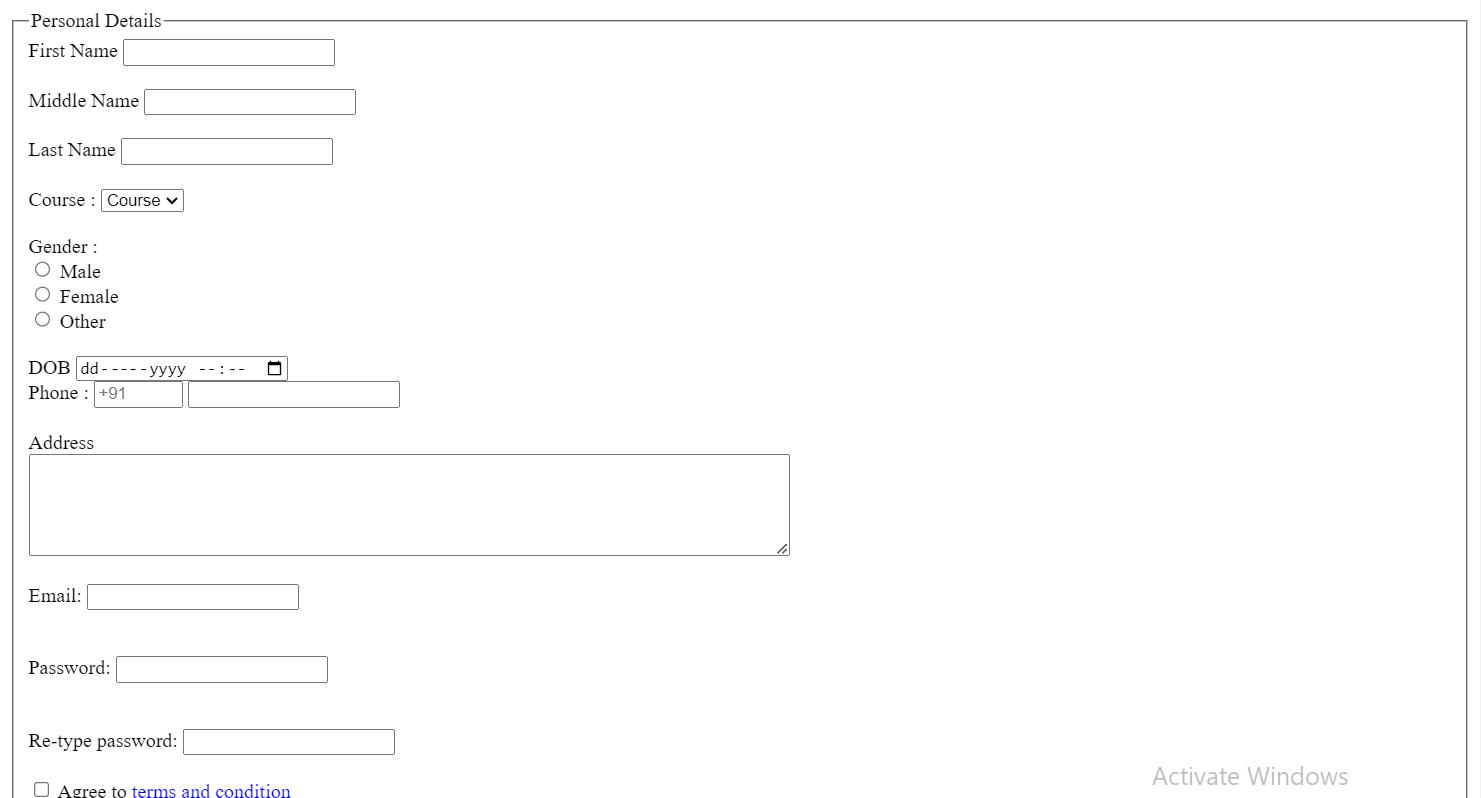 Personal Details
First Name
Middle Name
Last Name
Course : Course
Gender :
Male
Female
Other
DOB dd-----yyyy --:--
Phone : +91
Address
Email:
Password:
Re-type password:
Agree to terms and condition
Activate Windows